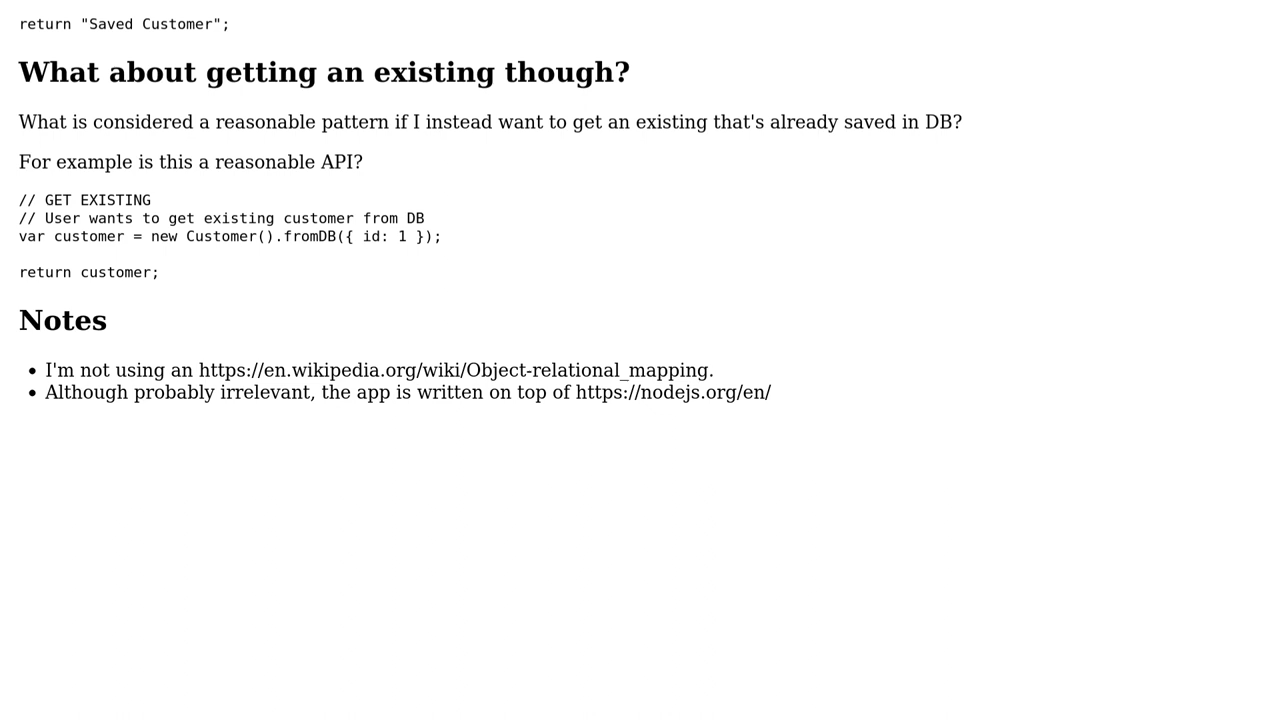 return "Saved Customer";
What about getting an existing though?
What is considered a reasonable pattern if I instead want to get an existing that's already saved in DB?
For example is this a reasonable API?
// GET EXISTING
// User wants to get existing customer from DB
var customer = new Customer().fromDB({ id: 1 });
return customer;
Notes
• I'm not using an https://en.wikipedia.org/wiki/Object-relational_mapping.
• Although probably irrelevant, the app is written on top of https://nodejs.org/en/